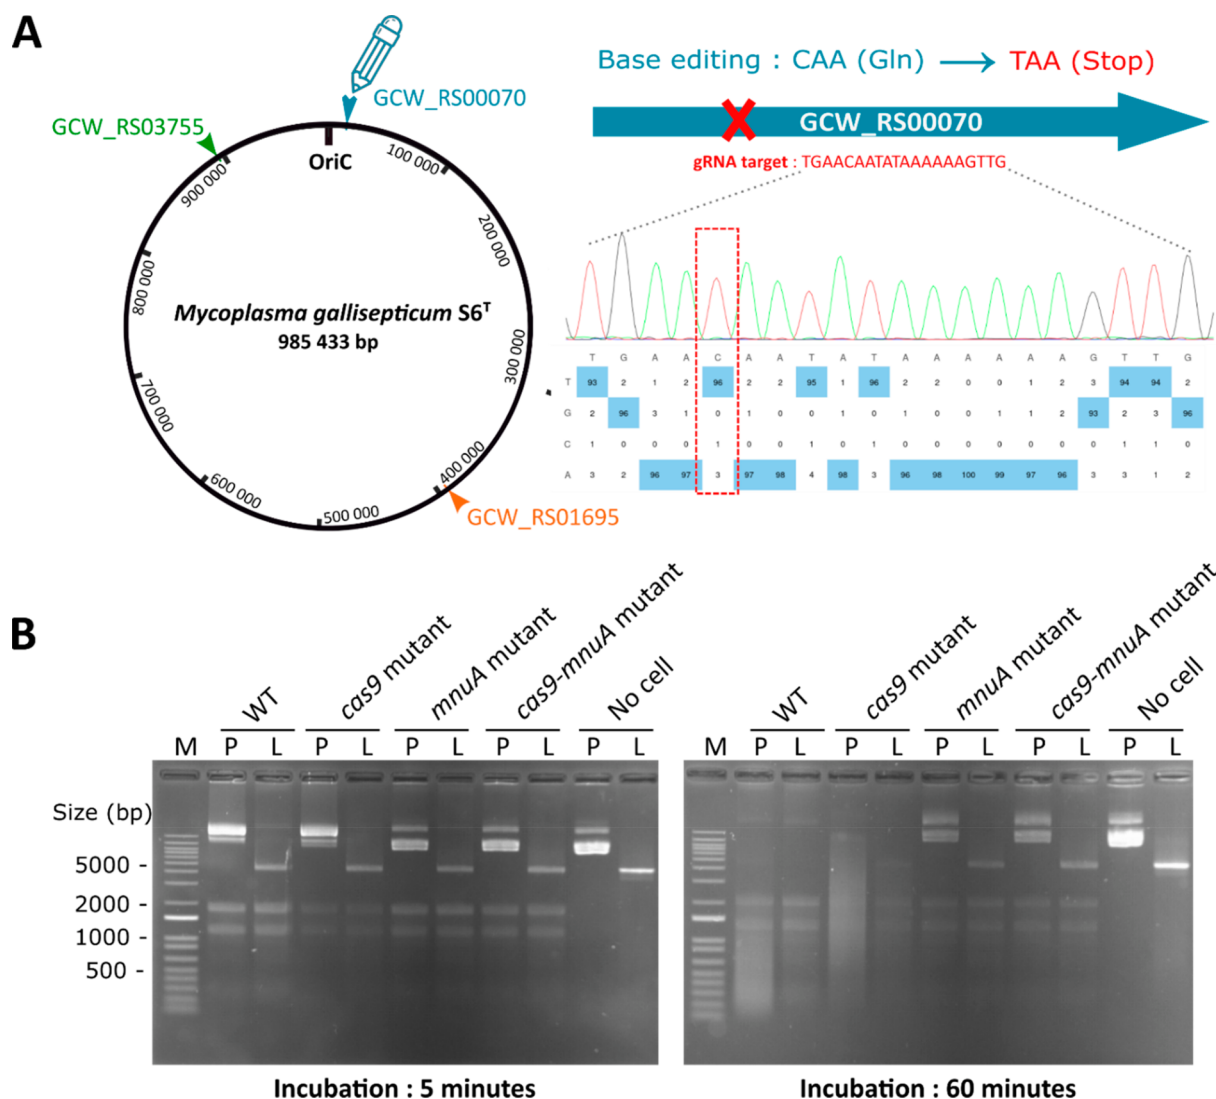 A
GCW_RS03755
GCW_RS00070
OriC
100 000
200 000
300 000
400 000
500 000
600 000
700 000
800 000
900 000
Mycoplasma gallisepticum S6ᵀ
985 433 bp
GCW_RS01695
Base editing : CAA (Gln) → TAA (Stop)
GCW_RS00070
gRNA target : TGAACAATATAAAAAAGTTG
T G A A C A A T A T A A A A A A G T T G
T 93 2 1 2 96 2 2 95 1 96 2 2 0 0 1 2 3 94 94 2
G 2 96 3 1 0 1 0 0 1 0 1 0 0 1 1 2 93 2 3 96
C 1 0 0 0 1 0 0 1 0 1 0 0 0 0 0 0 0 1 1 0
A 3 2 96 97 3 97 98 4 98 3 96 98 100 99 97 96 3 3 1 2
B
WT
cas9 mutant
mnuA mutant
cas9-mnuA mutant
No cell
M P L P L P L P L P L
Size (bp)
5000 -
2000 -
1000 -
500 -
Incubation : 5 minutes
WT
cas9 mutant
mnuA mutant
cas9-mnuA mutant
No cell
M P L P L P L P L P L
Incubation : 60 minutes